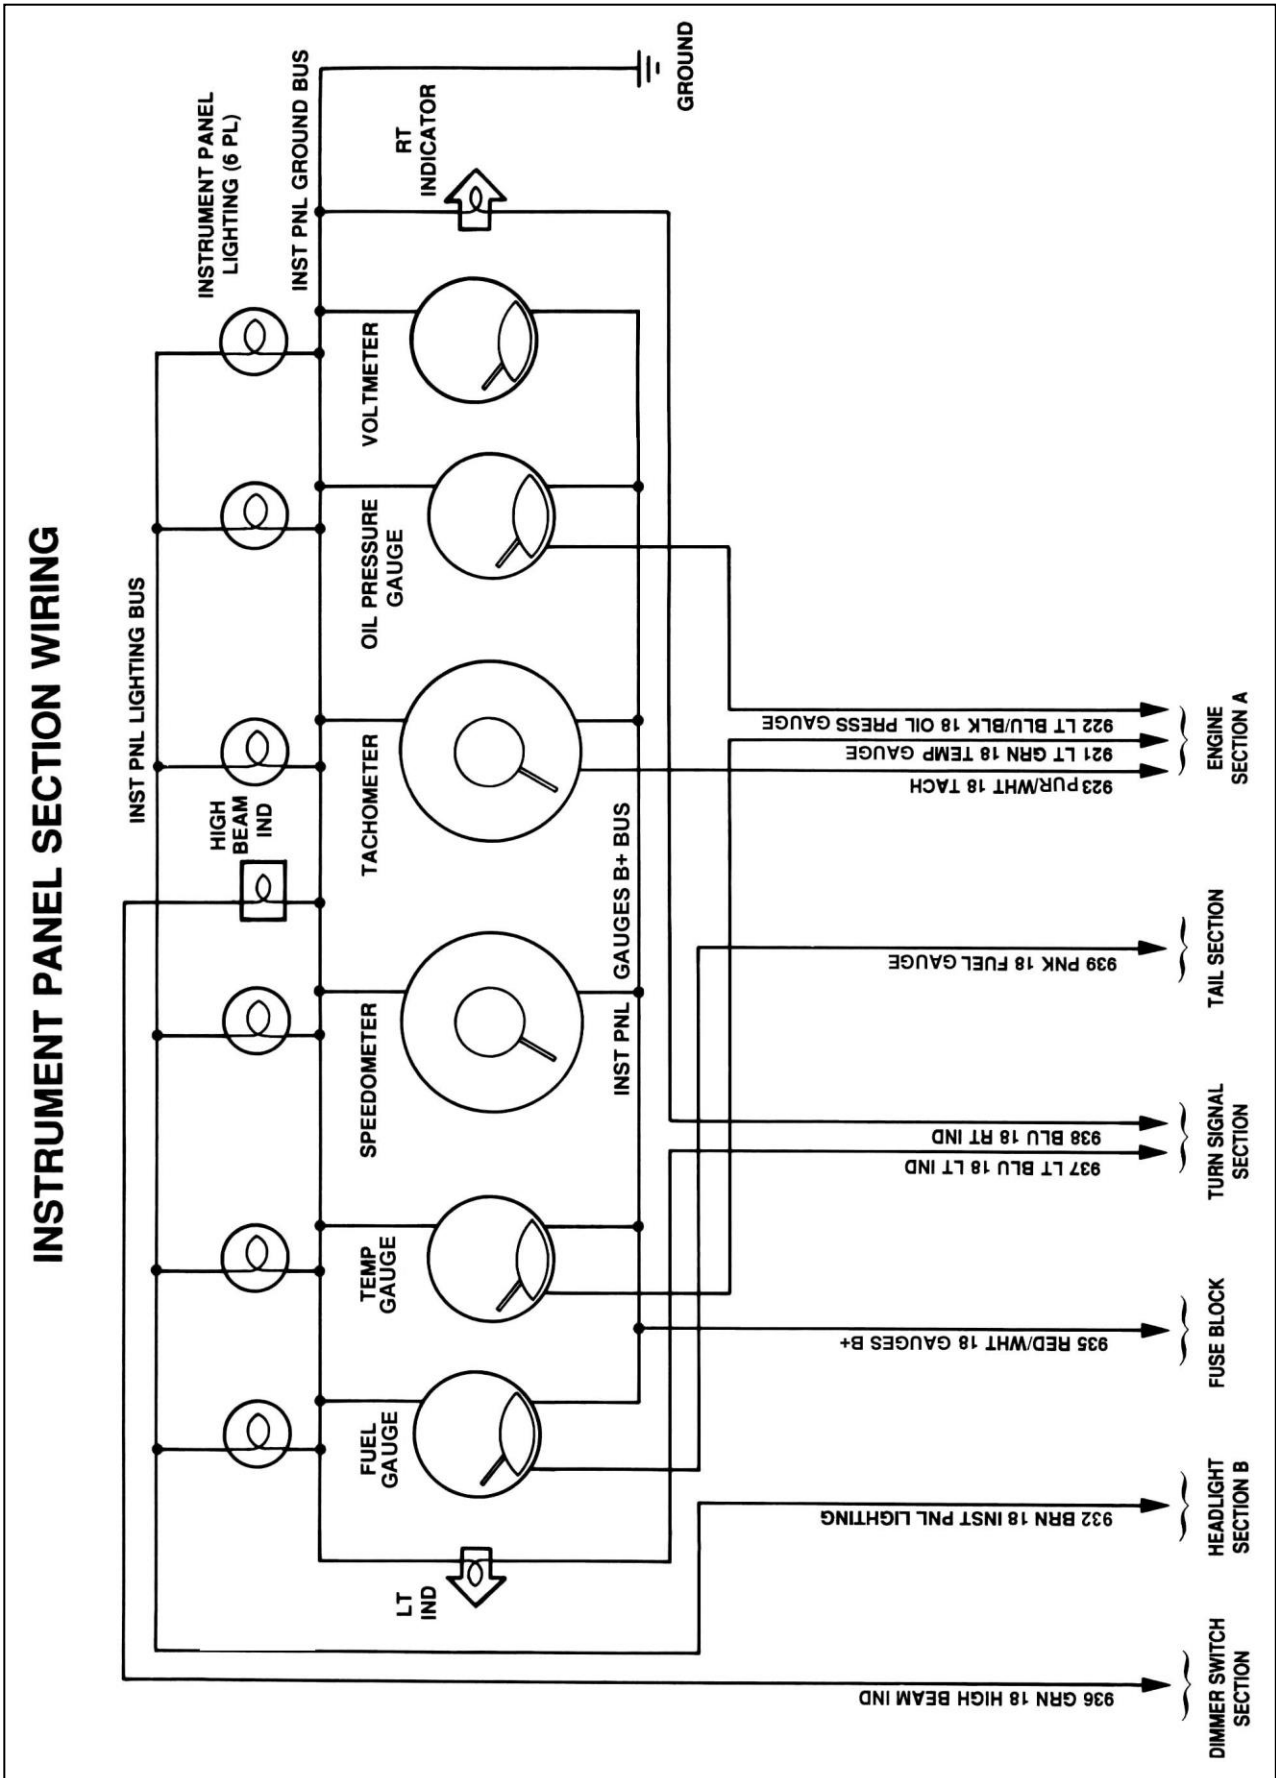 INSTRUMENT PANEL SECTION WIRING
INSTRUMENT PANEL
LIGHTING (6 PL)
INST PNL LIGHTING BUS
HIGH
BEAM
IND
INST PNL GROUND BUS
LT
IND
FUEL
GAUGE
TEMP
GAUGE
SPEEDOMETER
TACHOMETER
OIL PRESSURE
GAUGE
VOLTMETER
RT
INDICATOR
INST PNL GAUGES B+ BUS
GROUND
936 GRN 18 HIGH BEAM IND
932 BRN 18 INST PNL LIGHTING
935 RED/WHT 18 GAUGES B+
937 LT BLU 18 LT IND
938 BLU 18 RT IND
939 PNK 18 FUEL GAUGE
923 PUR/WHT 18 TACH
921 LT GRN 18 TEMP GAUGE
922 LT BLU/BLK 18 OIL PRESS GAUGE
DIMMER SWITCH
SECTION
HEADLIGHT
SECTION B
FUSE BLOCK
TURN SIGNAL
SECTION
TAIL SECTION
ENGINE
SECTION A